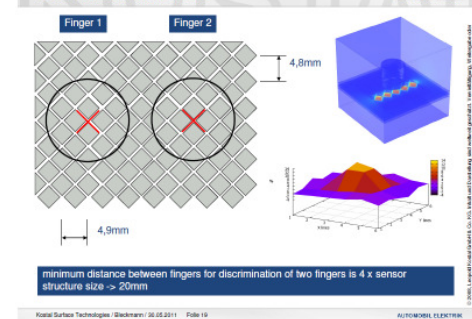 Finger 1
Finger 2
4,8mm
4,9mm
minimum distance between fingers for discrimination of two fingers is 4 x sensor
structure size -> 20mm
Kostal Surface Technologies / Bleckmann / 30.05.2011 Folie 19
AUTOMOBIL ELEKTRIK